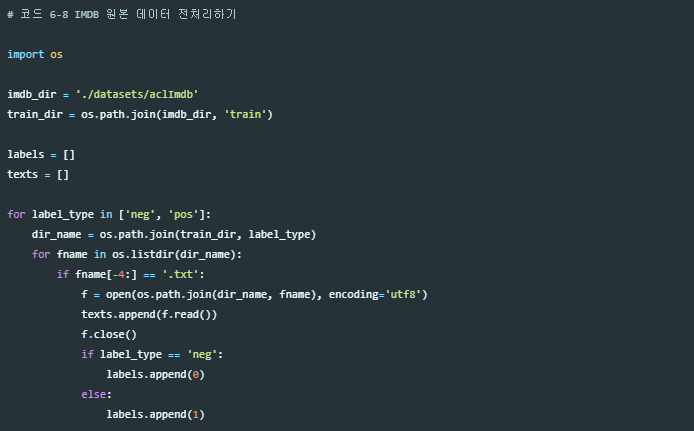 # 코드 6-8 IMDB 원본 데이터 전처리하기
import os
imdb_dir = './datasets/aclImdb'
train_dir = os.path.join(imdb_dir, 'train')
labels = []
texts = []
for label_type in ['neg', 'pos']:
    dir_name = os.path.join(train_dir, label_type)
    for fname in os.listdir(dir_name):
        if fname[-4:] == '.txt':
            f = open(os.path.join(dir_name, fname), encoding='utf8')
            texts.append(f.read())
            f.close()
            if label_type == 'neg':
                labels.append(0)
            else:
                labels.append(1)